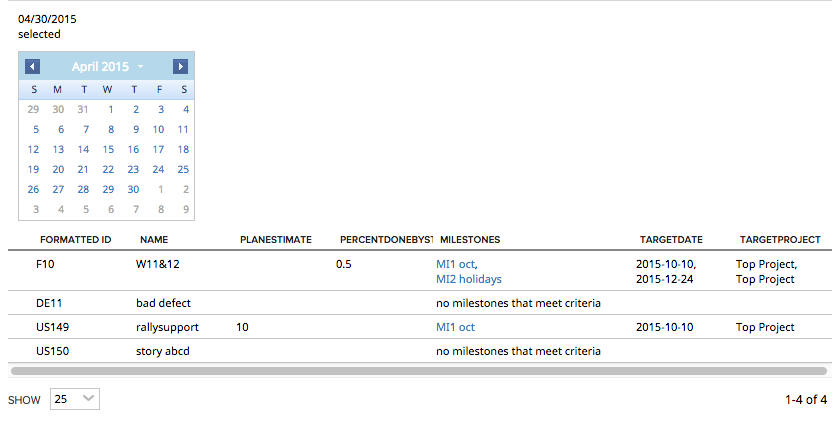 04/30/2015
selected
April 2015
S M T W T F S
29 30 31 1 2 3 4
5 6 7 8 9 10 11
12 13 14 15 16 17 18
19 20 21 22 23 24 25
26 27 28 29 30 1 2
3 4 5 6 7 8 9
FORMATTED ID NAME PLANESTIMATE PERCENTDONEBYST MILESTONES TARGETDATE TARGETPROJECT
F10 W11&12 0.5 MI1 oct, 2015-10-10, Top Project,
MI2 holidays 2015-12-24 Top Project
DE11 bad defect no milestones that meet criteria
US149 rallysupport 10 MI1 oct 2015-10-10 Top Project
US150 story abcd no milestones that meet criteria
SHOW 25 1-4 of 4